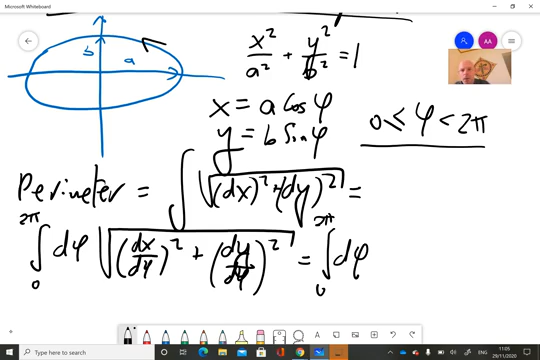 Microsoft Whiteboard
b a
x²/a² + y²/b² = 1
x = a Cos φ
y = b Sin φ
0 ≤ φ < 2π
AA
Perimeter = ∫ √((dx)² + (dy)²) =
∫₀^{2π} dφ √((dx/dφ)² + (dy/dφ)²) = ∫₀^{2π} dφ
Type here to search
11:05
29/11/2020